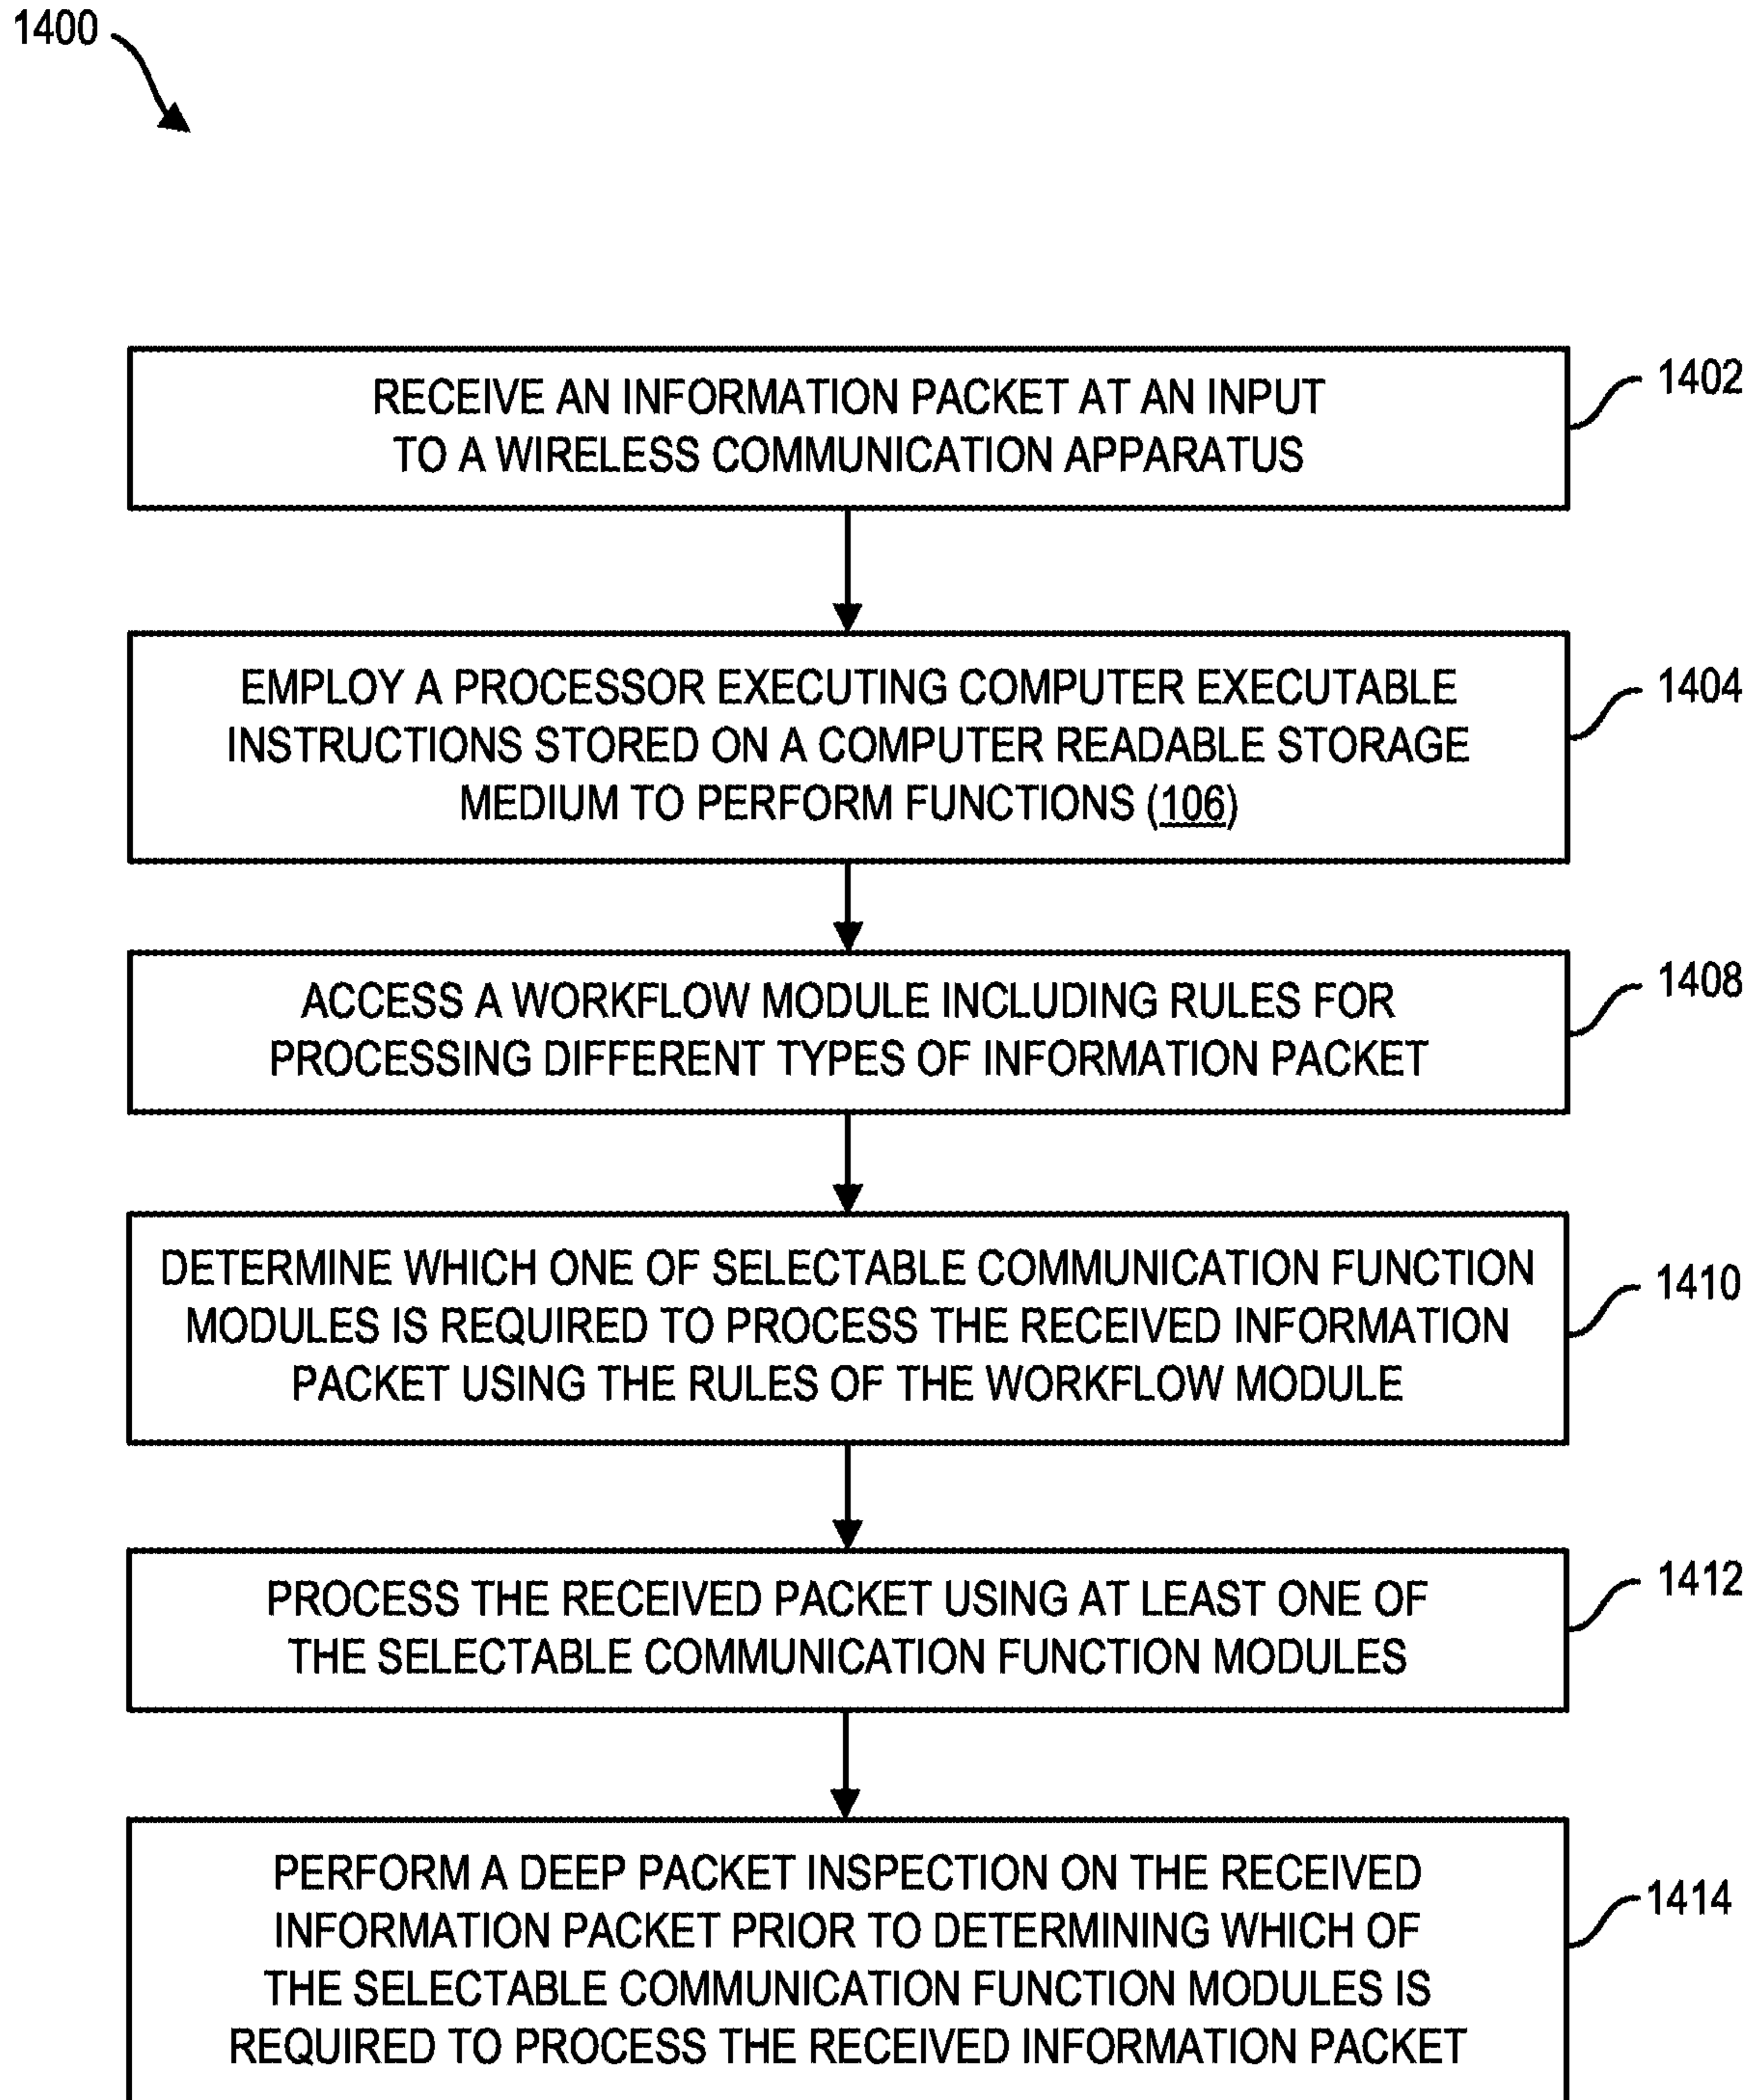 1400
RECEIVE AN INFORMATION PACKET AT AN INPUT
TO A WIRELESS COMMUNICATION APPARATUS
1402
EMPLOY A PROCESSOR EXECUTING COMPUTER EXECUTABLE
INSTRUCTIONS STORED ON A COMPUTER READABLE STORAGE
MEDIUM TO PERFORM FUNCTIONS (106)
1404
ACCESS A WORKFLOW MODULE INCLUDING RULES FOR
PROCESSING DIFFERENT TYPES OF INFORMATION PACKET
1408
DETERMINE WHICH ONE OF SELECTABLE COMMUNICATION FUNCTION
MODULES IS REQUIRED TO PROCESS THE RECEIVED INFORMATION
PACKET USING THE RULES OF THE WORKFLOW MODULE
1410
PROCESS THE RECEIVED PACKET USING AT LEAST ONE OF
THE SELECTABLE COMMUNICATION FUNCTION MODULES
1412
PERFORM A DEEP PACKET INSPECTION ON THE RECEIVED
INFORMATION PACKET PRIOR TO DETERMINING WHICH OF
THE SELECTABLE COMMUNICATION FUNCTION MODULES IS
REQUIRED TO PROCESS THE RECEIVED INFORMATION PACKET
1414